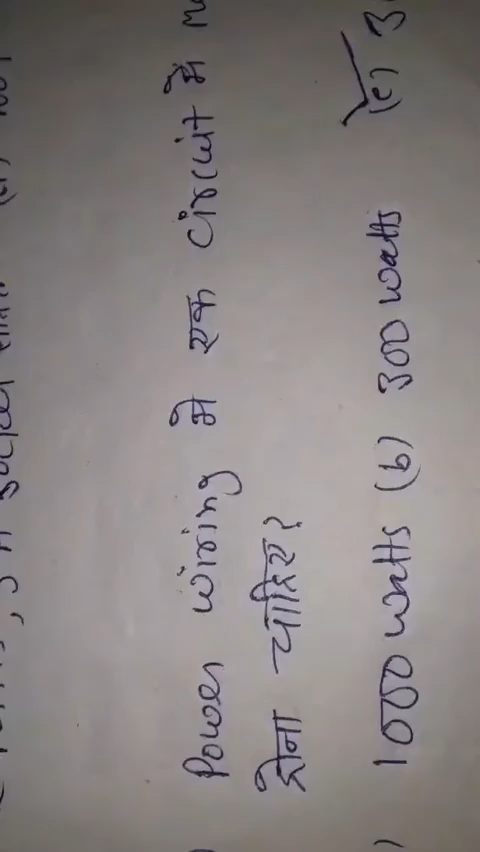 Power wiring मे एक circuit में
होना चाहिए?
) 1000 watts (b) 300 watts (c) 3